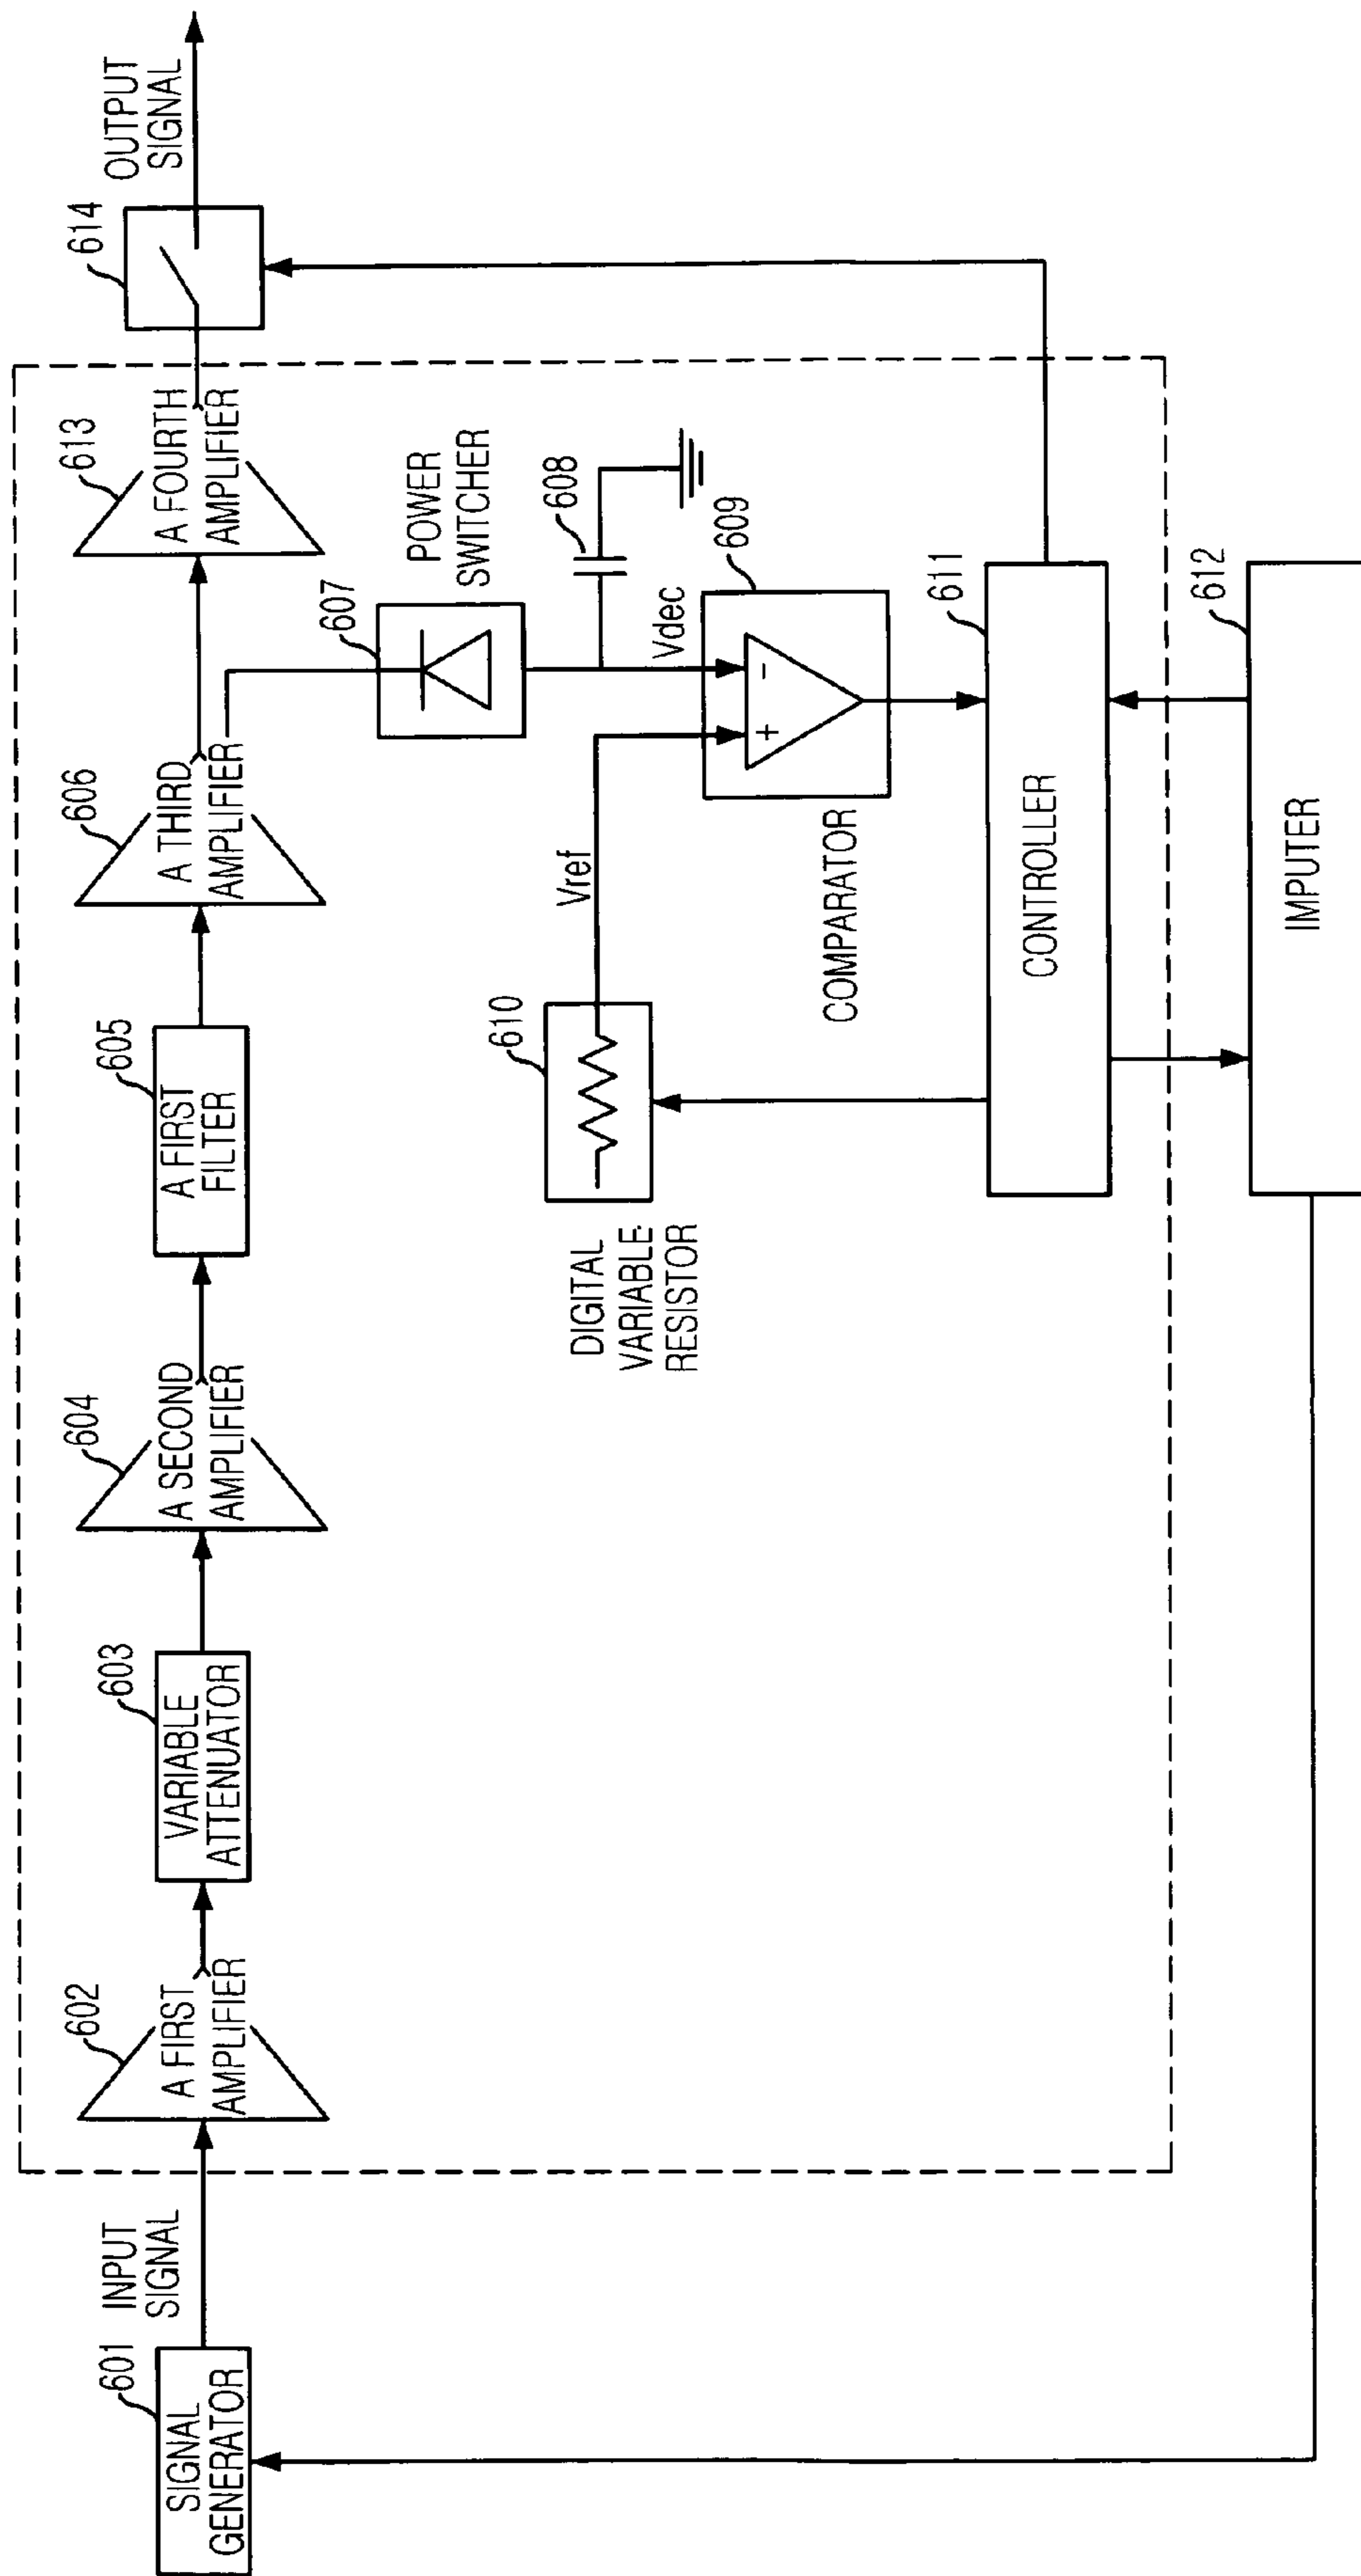 601
SIGNAL
GENERATOR
INPUT
SIGNAL
602
A FIRST
AMPLIFIER
603
VARIABLE
ATTENUATOR
604
A SECOND
AMPLIFIER
605
A FIRST
FILTER
606
A THIRD
AMPLIFIER
613
A FOURTH
AMPLIFIER
614
OUTPUT
SIGNAL
607
POWER
SWITCHER
608
610
DIGITAL
VARIABLE
RESISTOR
Vref
Vdec
609
+
-
COMPARATOR
611
CONTROLLER
612
IMPUTER